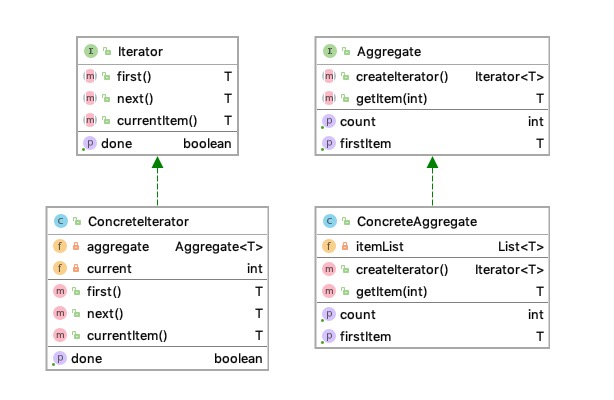 I Iterator
m first() T
m next() T
m currentItem() T
p done boolean
I Aggregate
m createIterator() Iterator<T>
m getItem(int) T
p count int
p firstItem T
C ConcreteIterator
f aggregate Aggregate<T>
f current int
m first() T
m next() T
m currentItem() T
p done boolean
C ConcreteAggregate
f itemList List<T>
m createIterator() Iterator<T>
m getItem(int) T
p count int
p firstItem T